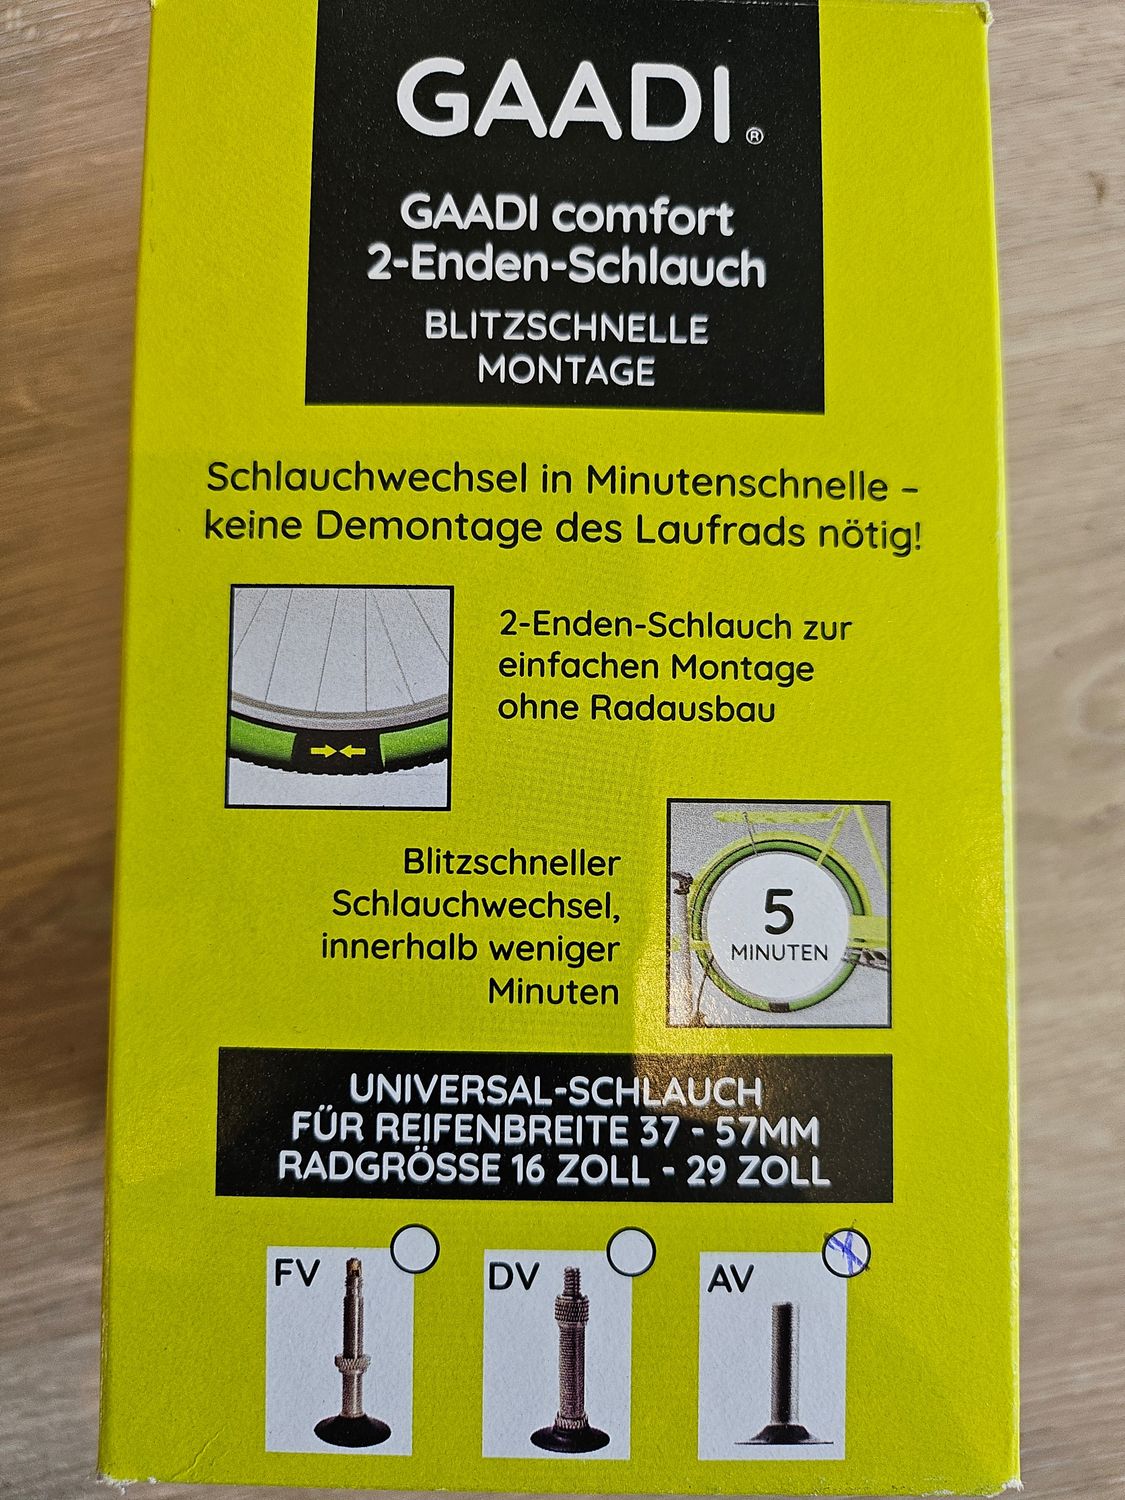 GAADI®
GAADI comfort
2-Enden-Schlauch
BLITZSCHNELLE
MONTAGE
Schlauchwechsel in Minutenschnelle –
keine Demontage des Laufrads nötig!
2-Enden-Schlauch zur
einfachen Montage
ohne Radausbau
Blitzschneller
Schlauchwechsel,
innerhalb weniger
Minuten
5
MINUTEN
UNIVERSAL-SCHLAUCH
FÜR REIFENBREITE 37 - 57MM
RADGRÖSSE 16 ZOLL - 29 ZOLL
FV
DV
AV